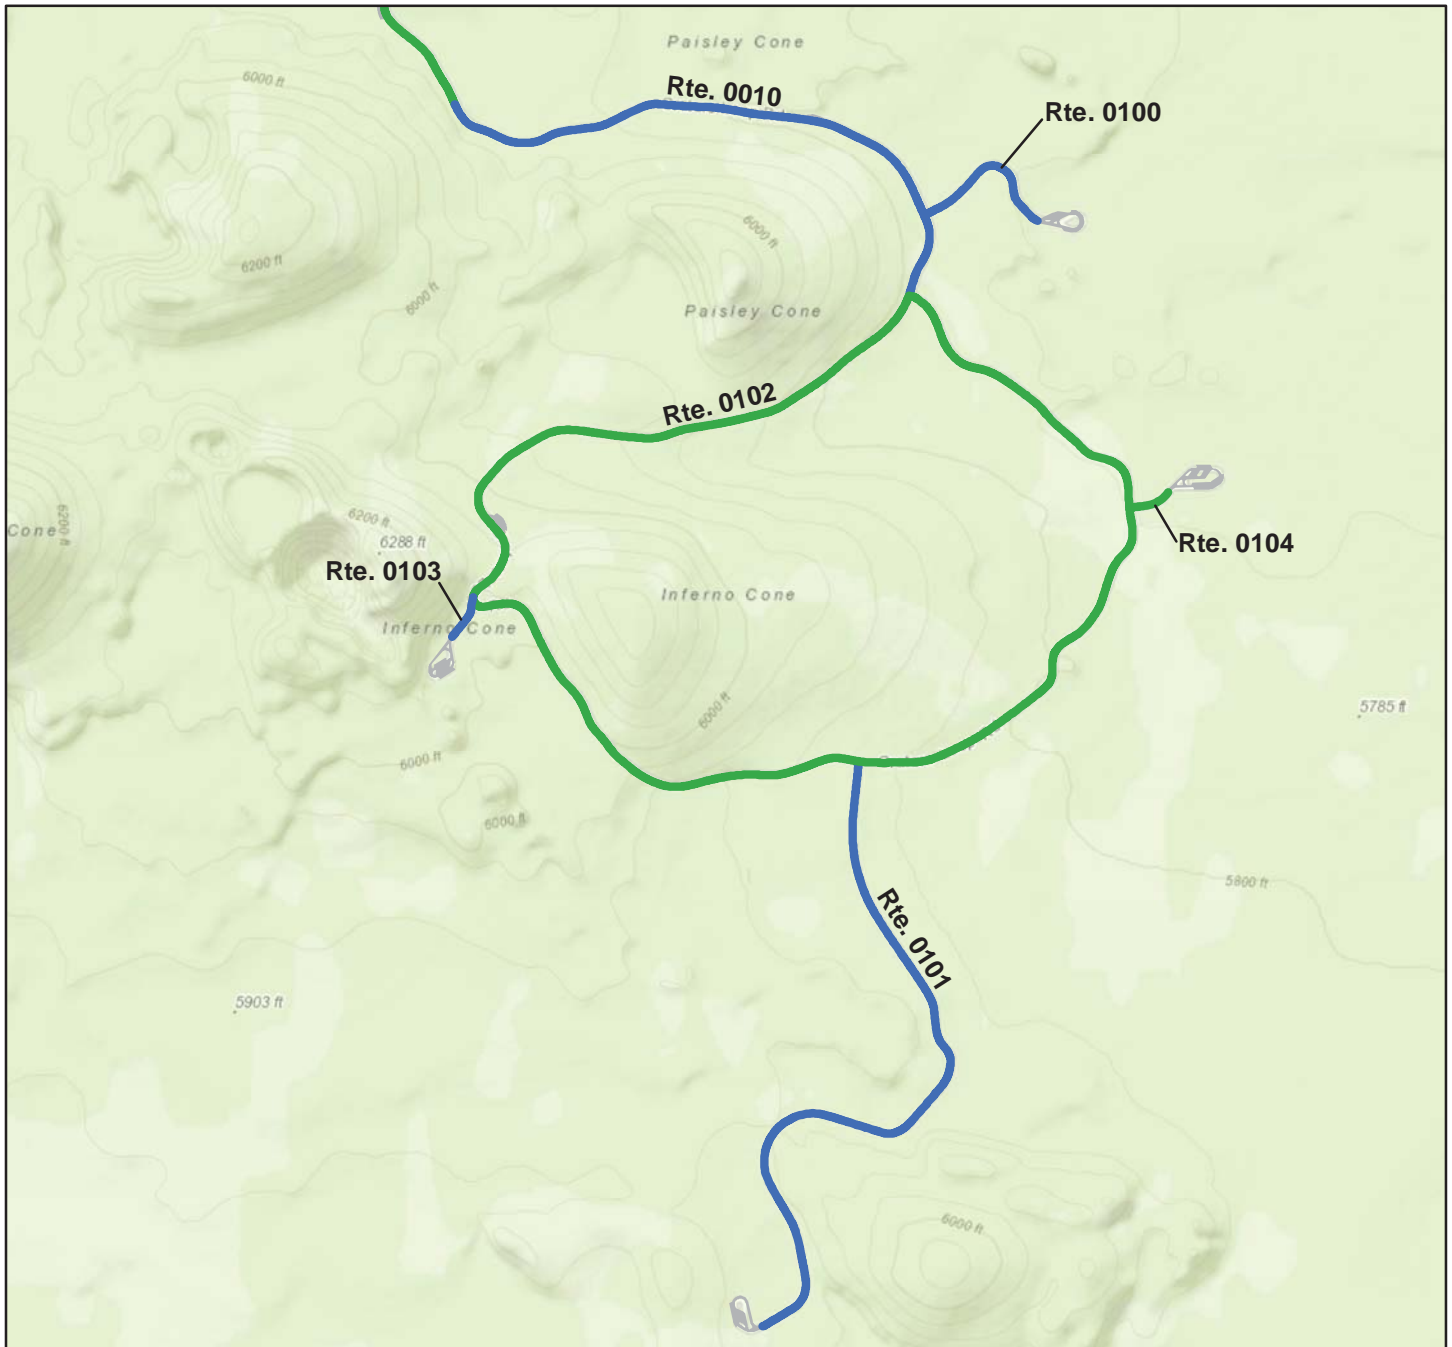 Paisley Cone
6000 ft
Rte. 0010
Rte. 0100
6000 ft
6200 ft
6000 ft
Paisley Cone
Rte. 0102
6200 ft
6200 ft
Cone
6288 ft
Rte. 0104
Rte. 0103
Inferno Cone
Inferno Cone
6000 ft
5785 ft
6000 ft
6000 ft
5800 ft
Rte. 0101
5903 ft
6000 ft